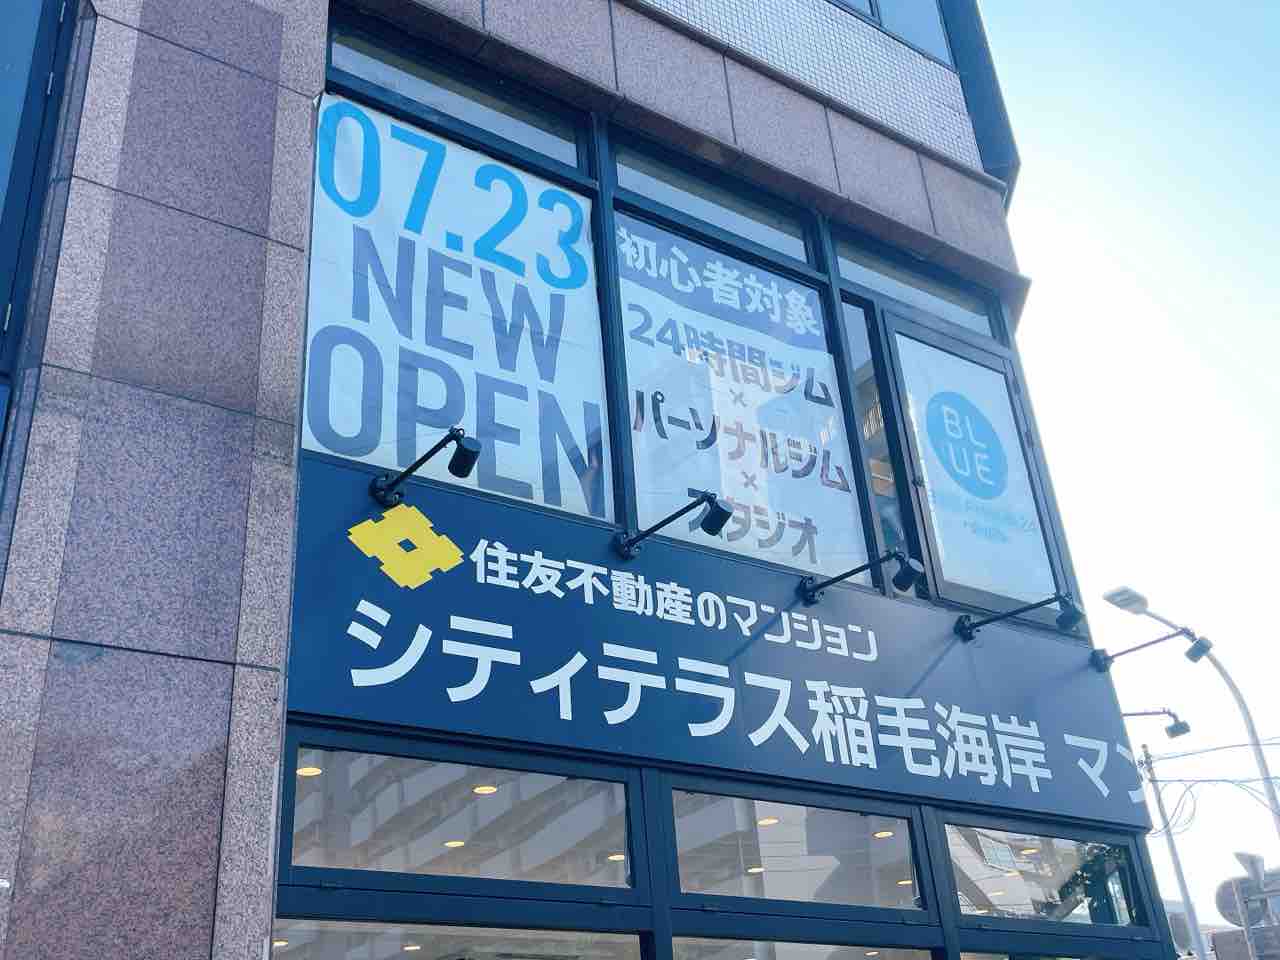 07.23
NEW
OPEN
初心者対象
24時間ジム
×
パーソナルジム
×
スタジオ
BL
UE
住友不動産のマンション
シティテラス稲毛海岸 マン